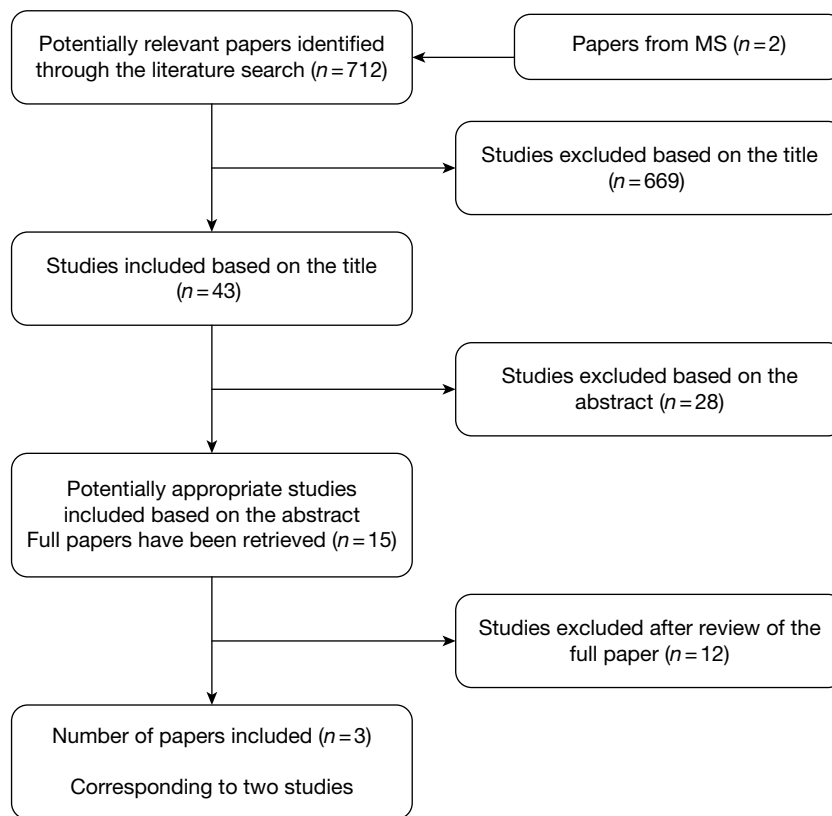 Potentially relevant papers identified
through the literature search (n=712)
Papers from MS (n=2)
Studies excluded based on the title
(n=669)
Studies included based on the title
(n=43)
Studies excluded based on the
abstract (n=28)
Potentially appropriate studies
included based on the abstract
Full papers have been retrieved (n=15)
Studies excluded after review of the
full paper (n=12)
Number of papers included (n=3)
Corresponding to two studies